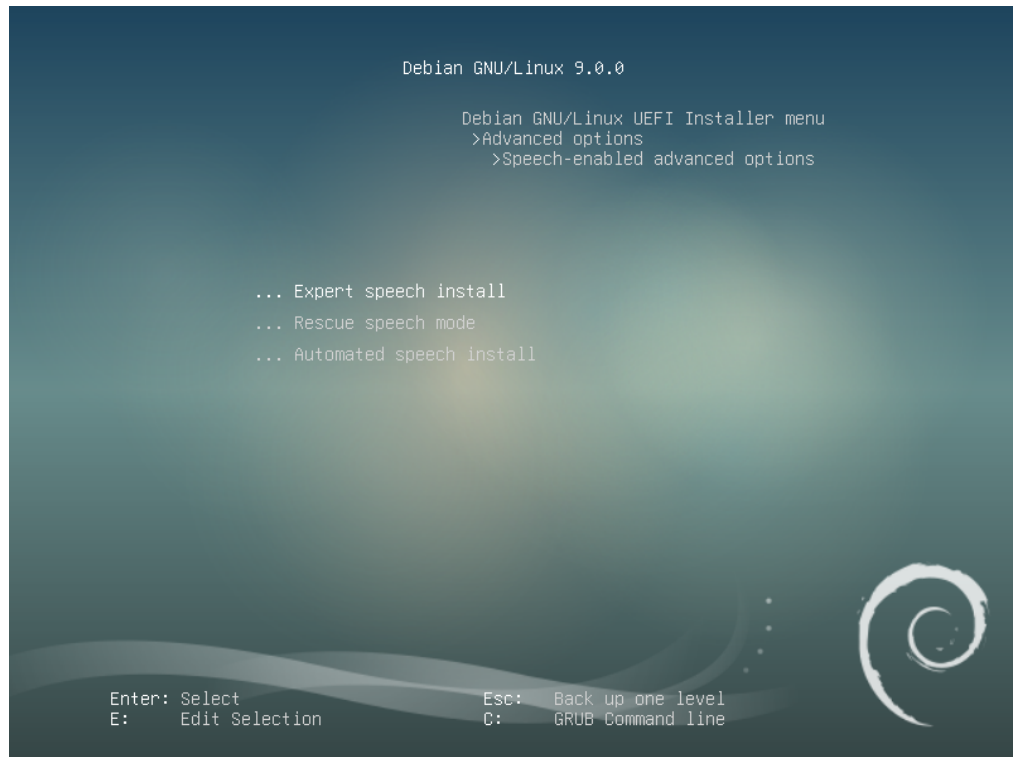 Debian GNU/Linux 9.0.0
Debian GNU/Linux UEFI Installer menu
>Advanced options
>Speech-enabled advanced options
... Expert speech install
... Rescue speech mode
... Automated speech install
Enter: Select Esc: Back up one level
E: Edit Selection C: GRUB Command line